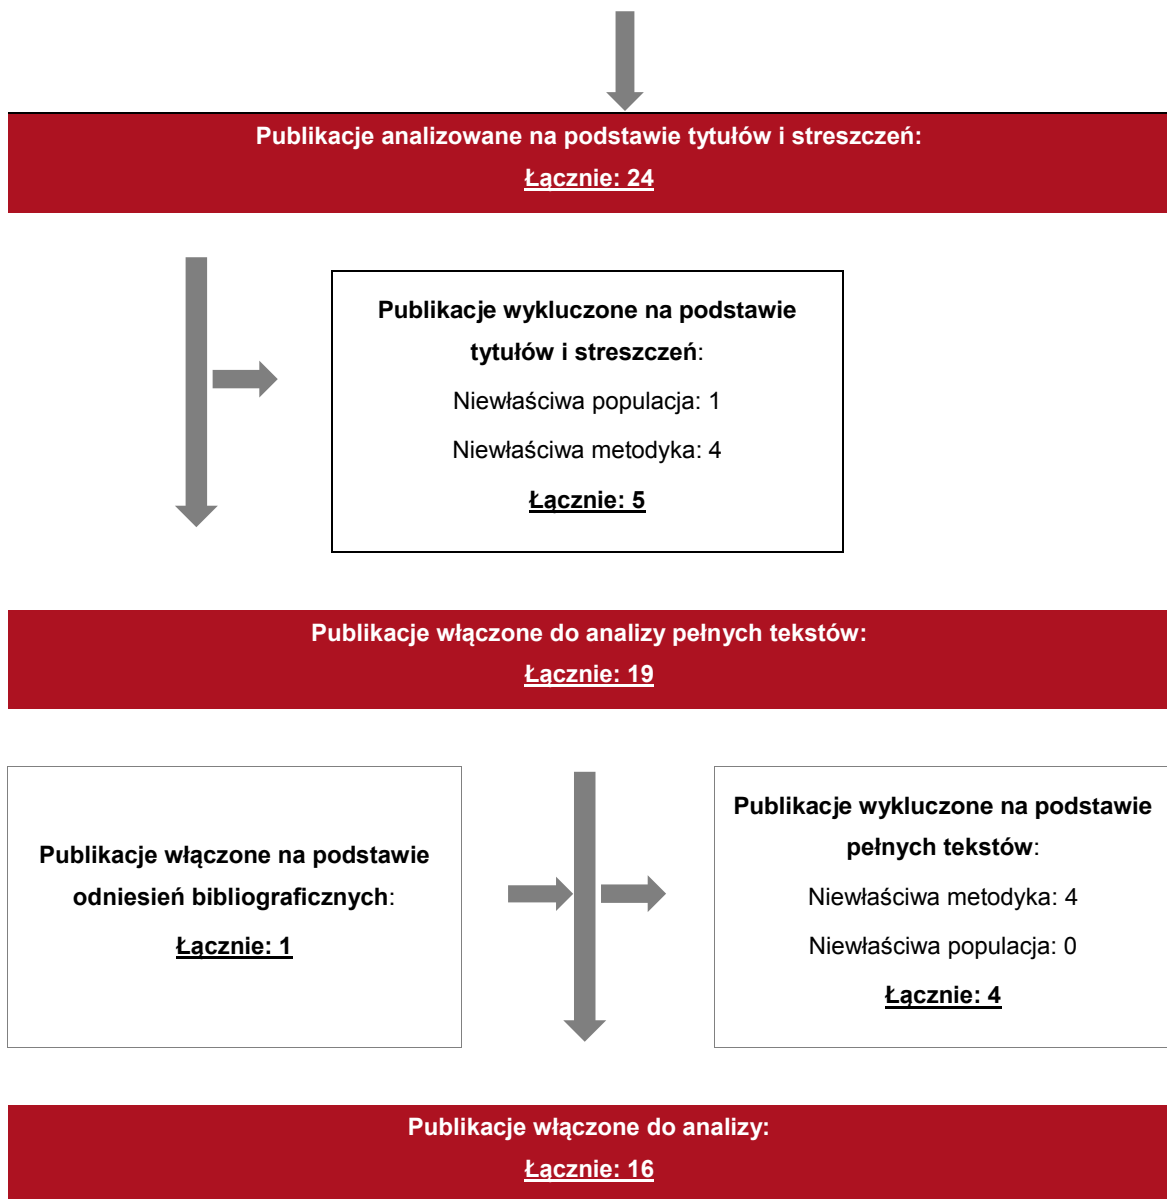 Publikacje analizowane na podstawie tytułów i streszczeń:
Łącznie: 24
Publikacje wykluczone na podstawie
tytułów i streszczeń:
Niewłaściwa populacja: 1
Niewłaściwa metodyka: 4
Łącznie: 5
Publikacje włączone do analizy pełnych tekstów:
Łącznie: 19
Publikacje włączone na podstawie
odniesień bibliograficznych:
Łącznie: 1
Publikacje wykluczone na podstawie
pełnych tekstów:
Niewłaściwa metodyka: 4
Niewłaściwa populacja: 0
Łącznie: 4
Publikacje włączone do analizy:
Łącznie: 16